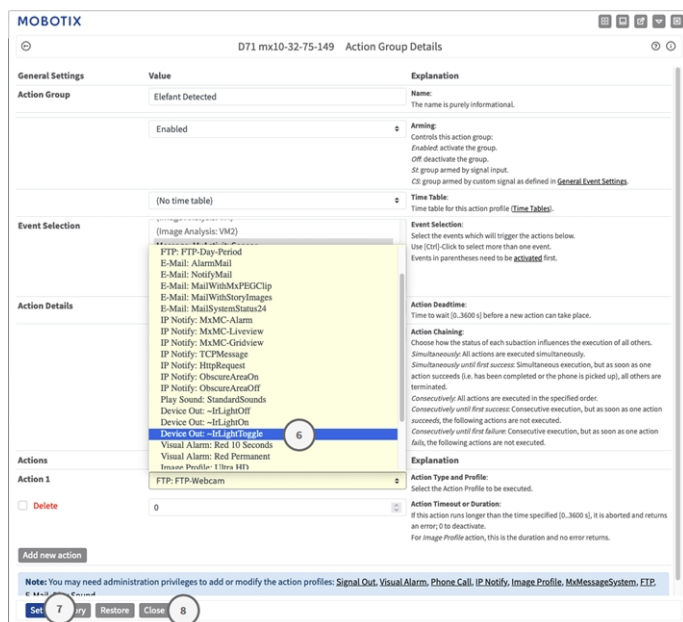 MOBOTIX
D71 mx10-32-75-149 Action Group Details
General Settings
Value
Explanation
Action Group
Elefant Detected
Name:
The name is purely informational.
Enabled
Arming:
Controls this action group:
Enabled: activate the group.
Off: deactivate the group.
SI: group armed by signal input.
CS: group armed by custom signal as defined in General Event Settings.
(No time table)
Time Table:
Time table for this action profile (Time Tables).
Event Selection
(Image Analysis: VM2)
Event Selection:
Select the events which will trigger the actions below.
Use [Ctrl]-Click to select more than one event.
Events in parentheses need to be activated first.
FTP: FTP-Day-Period
E-Mail: AlarmMail
E-Mail: NotifyMail
E-Mail: MailWithMxPEGClip
E-Mail: MailWithStoryImages
E-Mail: MailSystemStatus24
IP Notify: MxMC-Alarm
IP Notify: MxMC-Liveview
IP Notify: MxMC-Gridview
IP Notify: TCPMessage
IP Notify: HttpRequest
IP Notify: ObscureAreaOn
IP Notify: ObscureAreaOff
Play Sound: StandardSounds
Device Out: ~IrLightOff
Device Out: ~IrLightOn
Device Out: ~IrLightToggle
6
Visual Alarm: Red 10 Seconds
Visual Alarm: Red Permanent
Image Profile: Ultra HD
Action Details
Action Deadtime:
Time to wait [0..3600 s] before a new action can take place.
Action Chaining:
Choose how the status of each subaction influences the execution of all others.
Simultaneously: All actions are executed simultaneously.
Simultaneously until first success: Simultaneous execution, but as soon as one
action succeeds (i.e. has been completed or the phone is picked up), all others are
terminated.
Consecutively: All actions are executed in the specified order.
Consecutively until first success: Consecutive execution, but as soon as one action
succeeds, the following actions are not executed.
Consecutively until first failure: Consecutive execution, but as soon as one action
fails, the following actions are not executed.
Actions
Explanation
Action 1
FTP: FTP-Webcam
Action Type and Profile:
Select the Action Profile to be executed.
Delete
0
Action Timeout or Duration:
If this action runs longer than the time specified [0..3600 s], it is aborted and returns
an error; 0 to deactivate.
For Image Profile action, this is the duration and no error returns.
Add new action
Note: You may need administration privileges to add or modify the action profiles: Signal Out, Visual Alarm, Phone Call, IP Notify, Image Profile, MxMessageSystem, FTP,
Set
7
Restore
Close
8